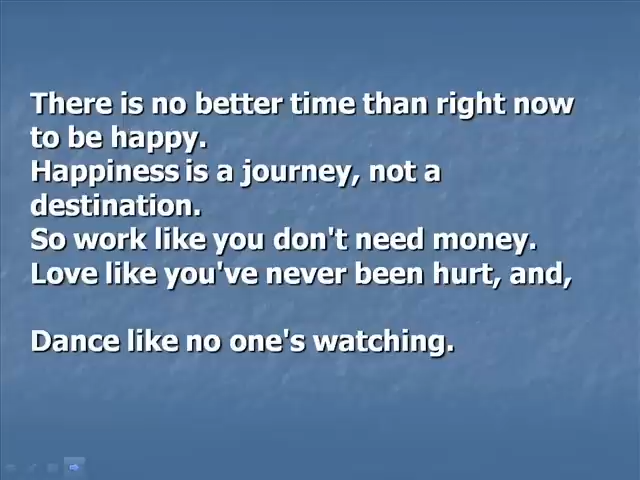 There is no better time than right now
to be happy.
Happiness is a journey, not a
destination.
So work like you don't need money.
Love like you've never been hurt, and,
Dance like no one's watching.